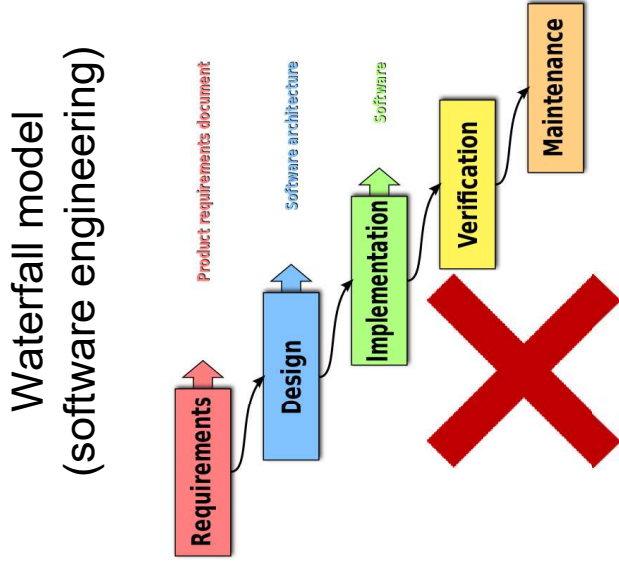 Waterfall model
(software engineering)
Requirements
Product requirements document
Design
Software architecture
Implementation
Software
Verification
Maintenance